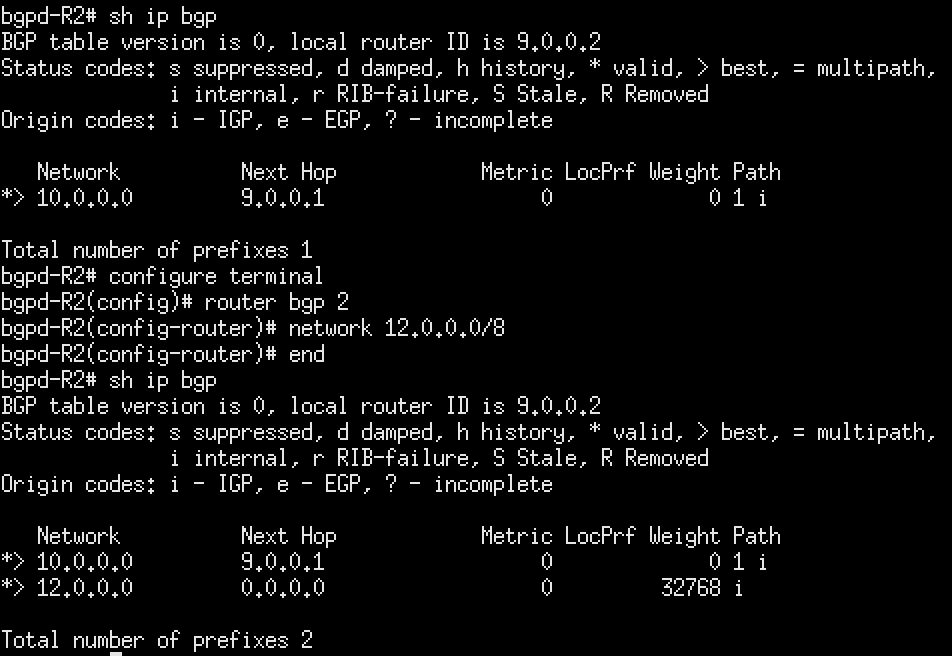 bgpd-R2# sh ip bgp
BGP table version is 0, local router ID is 9.0.0.2
Status codes: s suppressed, d damped, h history, * valid, > best, = multipath,
              i internal, r RIB-failure, S Stale, R Removed
Origin codes: i - IGP, e - EGP, ? - incomplete

   Network          Next Hop            Metric LocPrf Weight Path
*> 10.0.0.0         9.0.0.1                  0             0 1 i

Total number of prefixes 1
bgpd-R2# configure terminal
bgpd-R2(config)# router bgp 2
bgpd-R2(config-router)# network 12.0.0.0/8
bgpd-R2(config-router)# end
bgpd-R2# sh ip bgp
BGP table version is 0, local router ID is 9.0.0.2
Status codes: s suppressed, d damped, h history, * valid, > best, = multipath,
              i internal, r RIB-failure, S Stale, R Removed
Origin codes: i - IGP, e - EGP, ? - incomplete

   Network          Next Hop            Metric LocPrf Weight Path
*> 10.0.0.0         9.0.0.1                  0             0 1 i
*> 12.0.0.0         0.0.0.0                  0         32768 i

Total number of prefixes 2